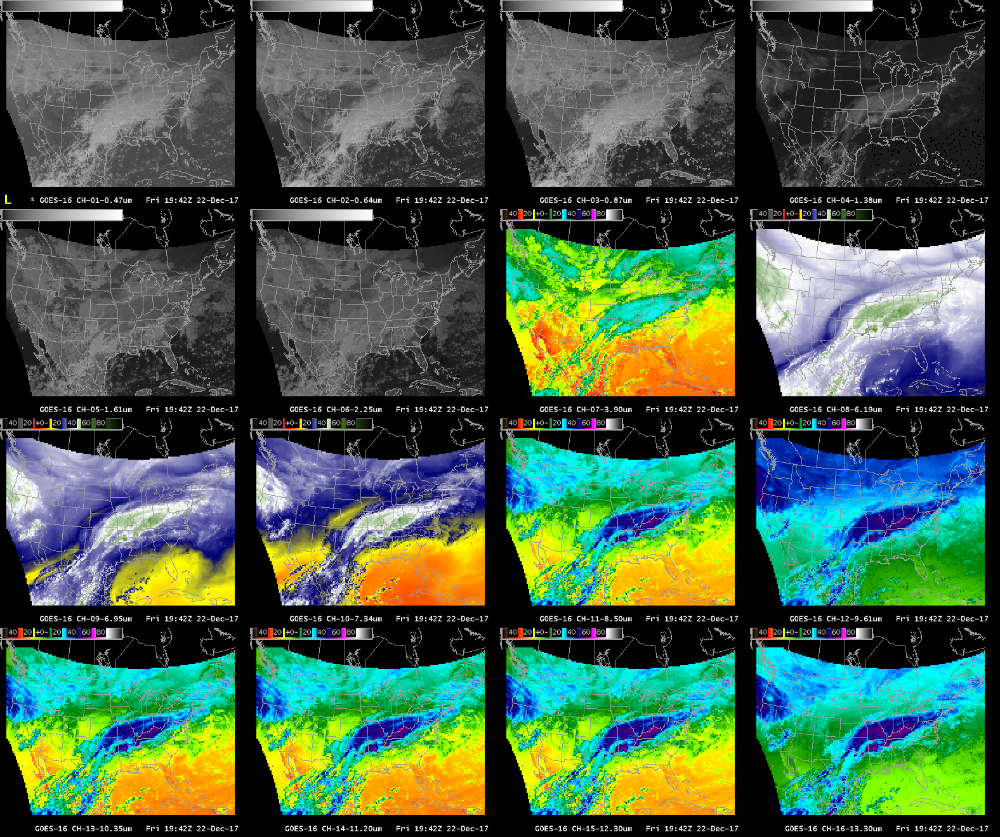 L * GOES-16 CH-01-0.47um Fri 19:42Z 22-Dec-17 GOES-16 CH-02-0.64um Fri 19:42Z 22-Dec-17 GOES-16 CH-03-0.87um Fri 19:42Z 22-Dec-17 GOES-16 CH-04-1.38um Fri 19:42Z 22-Dec-17
40 20 +0- 20 40 60 80 40 20 +0- 20 40 60 80
GOES-16 CH-05-1.61um Fri 19:42Z 22-Dec-17 GOES-16 CH-06-2.25um Fri 19:42Z 22-Dec-17 GOES-16 CH-07-3.90um Fri 19:42Z 22-Dec-17 GOES-16 CH-08-6.19um Fri 19:42Z 22-Dec-17
40 20 +0- 20 40 60 80 40 20 +0- 20 40 60 80 40 20 +0- 20 40 60 80 40 20 +0- 20 40 60 80
GOES-16 CH-09-6.95um Fri 19:42Z 22-Dec-17 GOES-16 CH-10-7.34um Fri 19:42Z 22-Dec-17 GOES-16 CH-11-8.50um Fri 19:42Z 22-Dec-17 GOES-16 CH-12-9.61um Fri 19:42Z 22-Dec-17
40 20 +0- 20 40 60 80 40 20 +0- 20 40 60 80 40 20 +0- 20 40 60 80 40 20 +0- 20 40 60 80
GOES-16 CH-13-10.35um Fri 19:42Z 22-Dec-17 GOES-16 CH-14-11.20um Fri 19:42Z 22-Dec-17 GOES-16 CH-15-12.30um Fri 19:42Z 22-Dec-17 GOES-16 CH-16-13.30um Fri 19:42Z 22-Dec-17